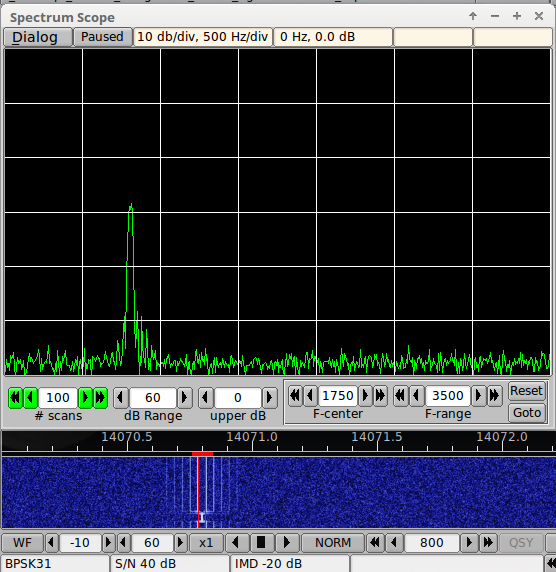 Spectrum Scope
Dialog Paused 10 db/div, 500 Hz/div 0 Hz, 0.0 dB
100 60 0 1750 3500 Reset
# scans dB Range upper dB F-center F-range Goto
14070.5 14071.0 14071.5 14072.0
WF -10 60 x1 NORM 800 QSY
BPSK31 S/N 40 dB IMD -20 dB